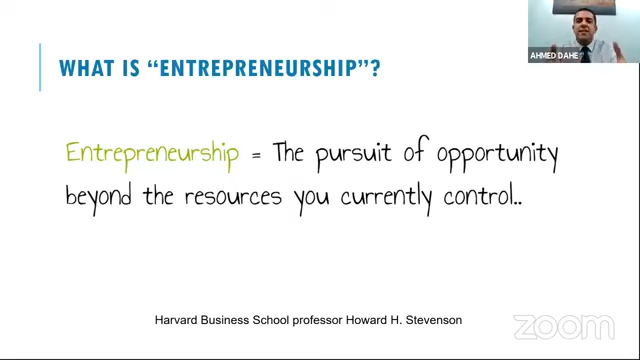 WHAT IS “ENTREPRENEURSHIP”?
AHMED DAHE
Entrepreneurship = The pursuit of opportunity
beyond the resources you currently control..
Harvard Business School professor Howard H. Stevenson
zoom